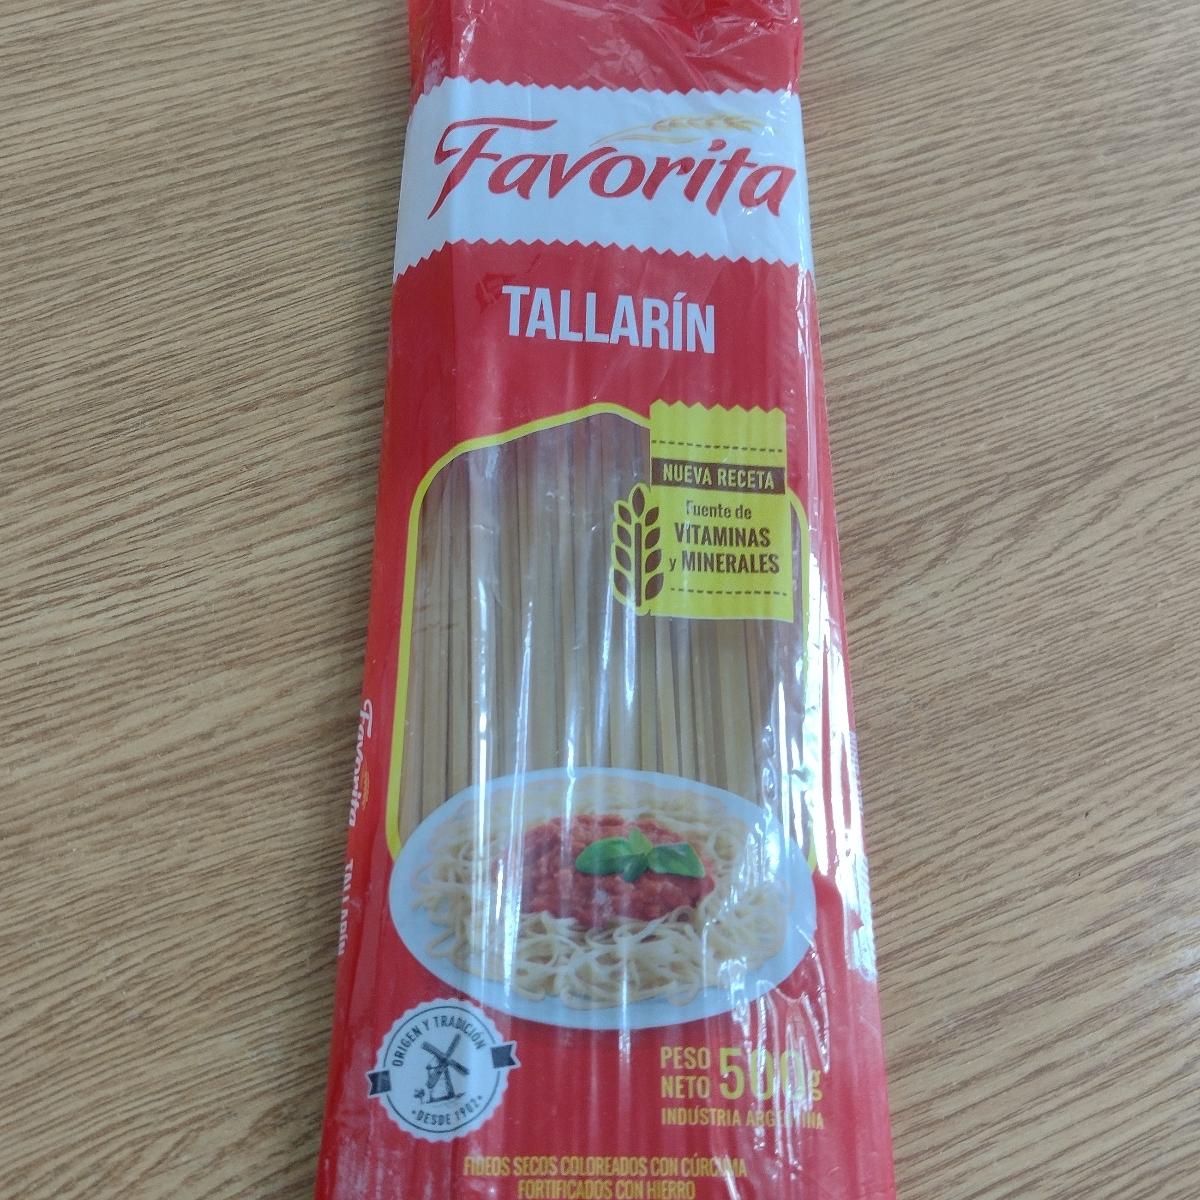 Favorita
TALLARÍN
NUEVA RECETA
Fuente de
VITAMINAS
y MINERALES
Favorita TALLARÍN
ORIGEN Y TRADICIÓN
DESDE 1902
PESO
NETO 500g
INDUSTRIA ARGENTINA
FIDEOS SECOS COLOREADOS CON CÚRCUMA
FORTIFICADOS CON HIERRO